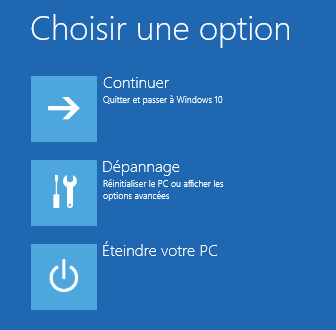 Choisir une option
Continuer
Quitter et passer à Windows 10
Dépannage
Réinitialiser le PC ou afficher les
options avancées
Éteindre votre PC